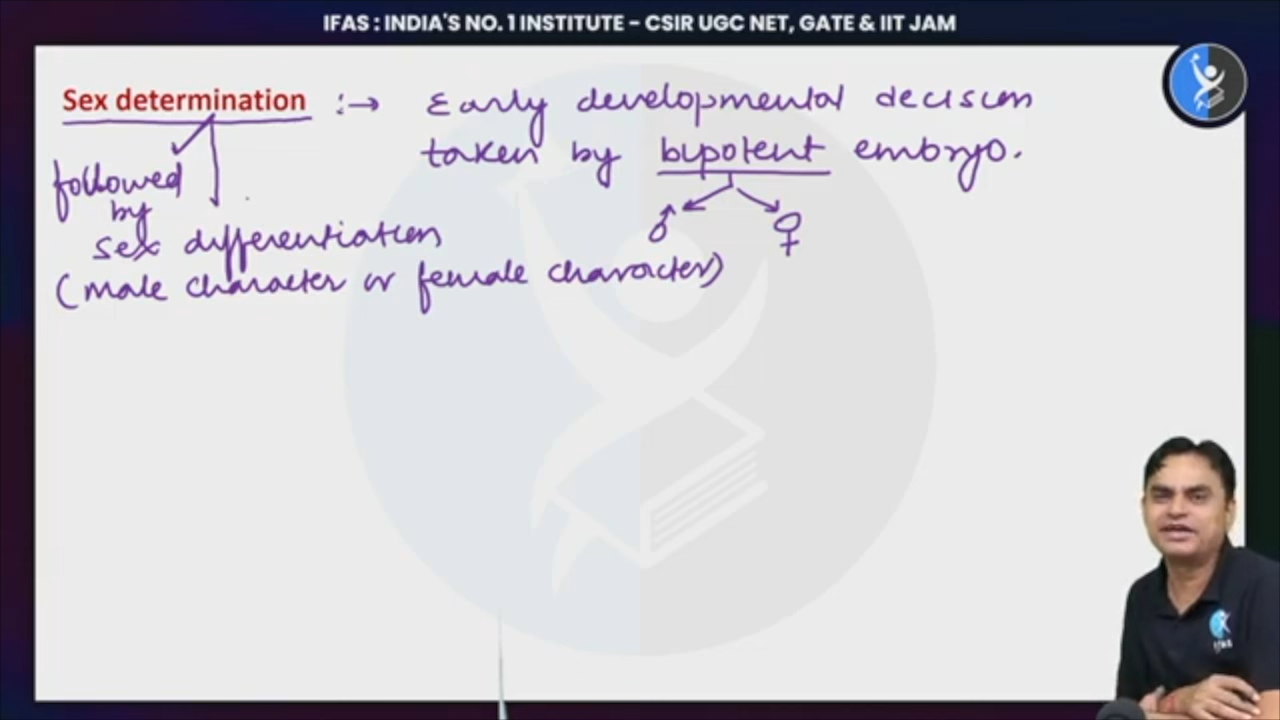 IFAS : INDIA'S NO. 1 INSTITUTE - CSIR UGC NET, GATE & IIT JAM
Sex determination :→ Early developmental decision
taken by bipotent embryo.
♂ ♀
followed
by
sex differentiation
(male character or female character)
IFAS